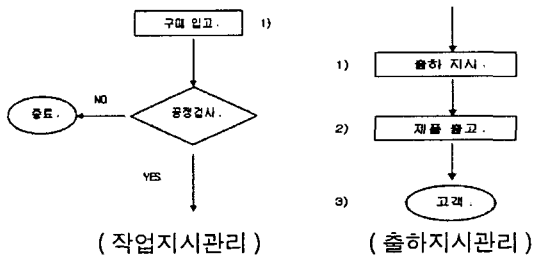 구매 입고.
1)
공정검사.
NO
종료.
YES
(작업지시관리)
1)
출하 지시.
2)
제품 출고.
3)
고객.
(출하지시관리)